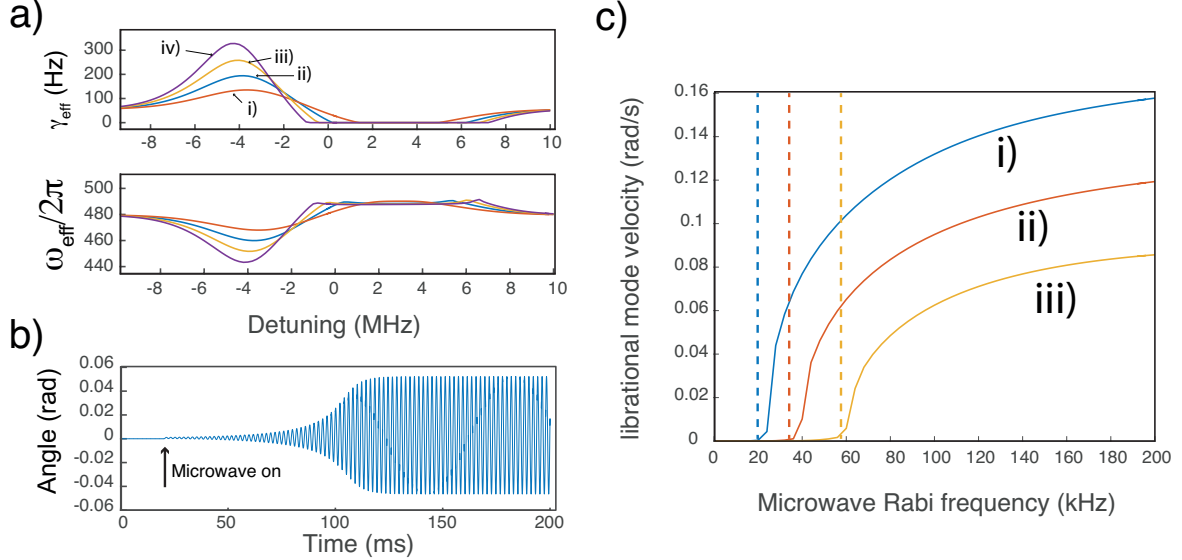 a)
γeff (Hz)
300
200
100
0
iv)
iii)
ii)
i)
-8 -6 -4 -2 0 2 4 6 8 10
ωeff/2π
500
480
460
440
-8 -6 -4 -2 0 2 4 6 8 10
Detuning (MHz)
b)
Angle (rad)
0.06
0.04
0.02
0
-0.02
-0.04
-0.06
Microwave on
0 50 100 150 200
Time (ms)
c)
librational mode velocity (rad/s)
0.16
0.14
0.12
0.1
0.08
0.06
0.04
0.02
0
i)
ii)
iii)
0 20 40 60 80 100 120 140 160 180 200
Microwave Rabi frequency (kHz)